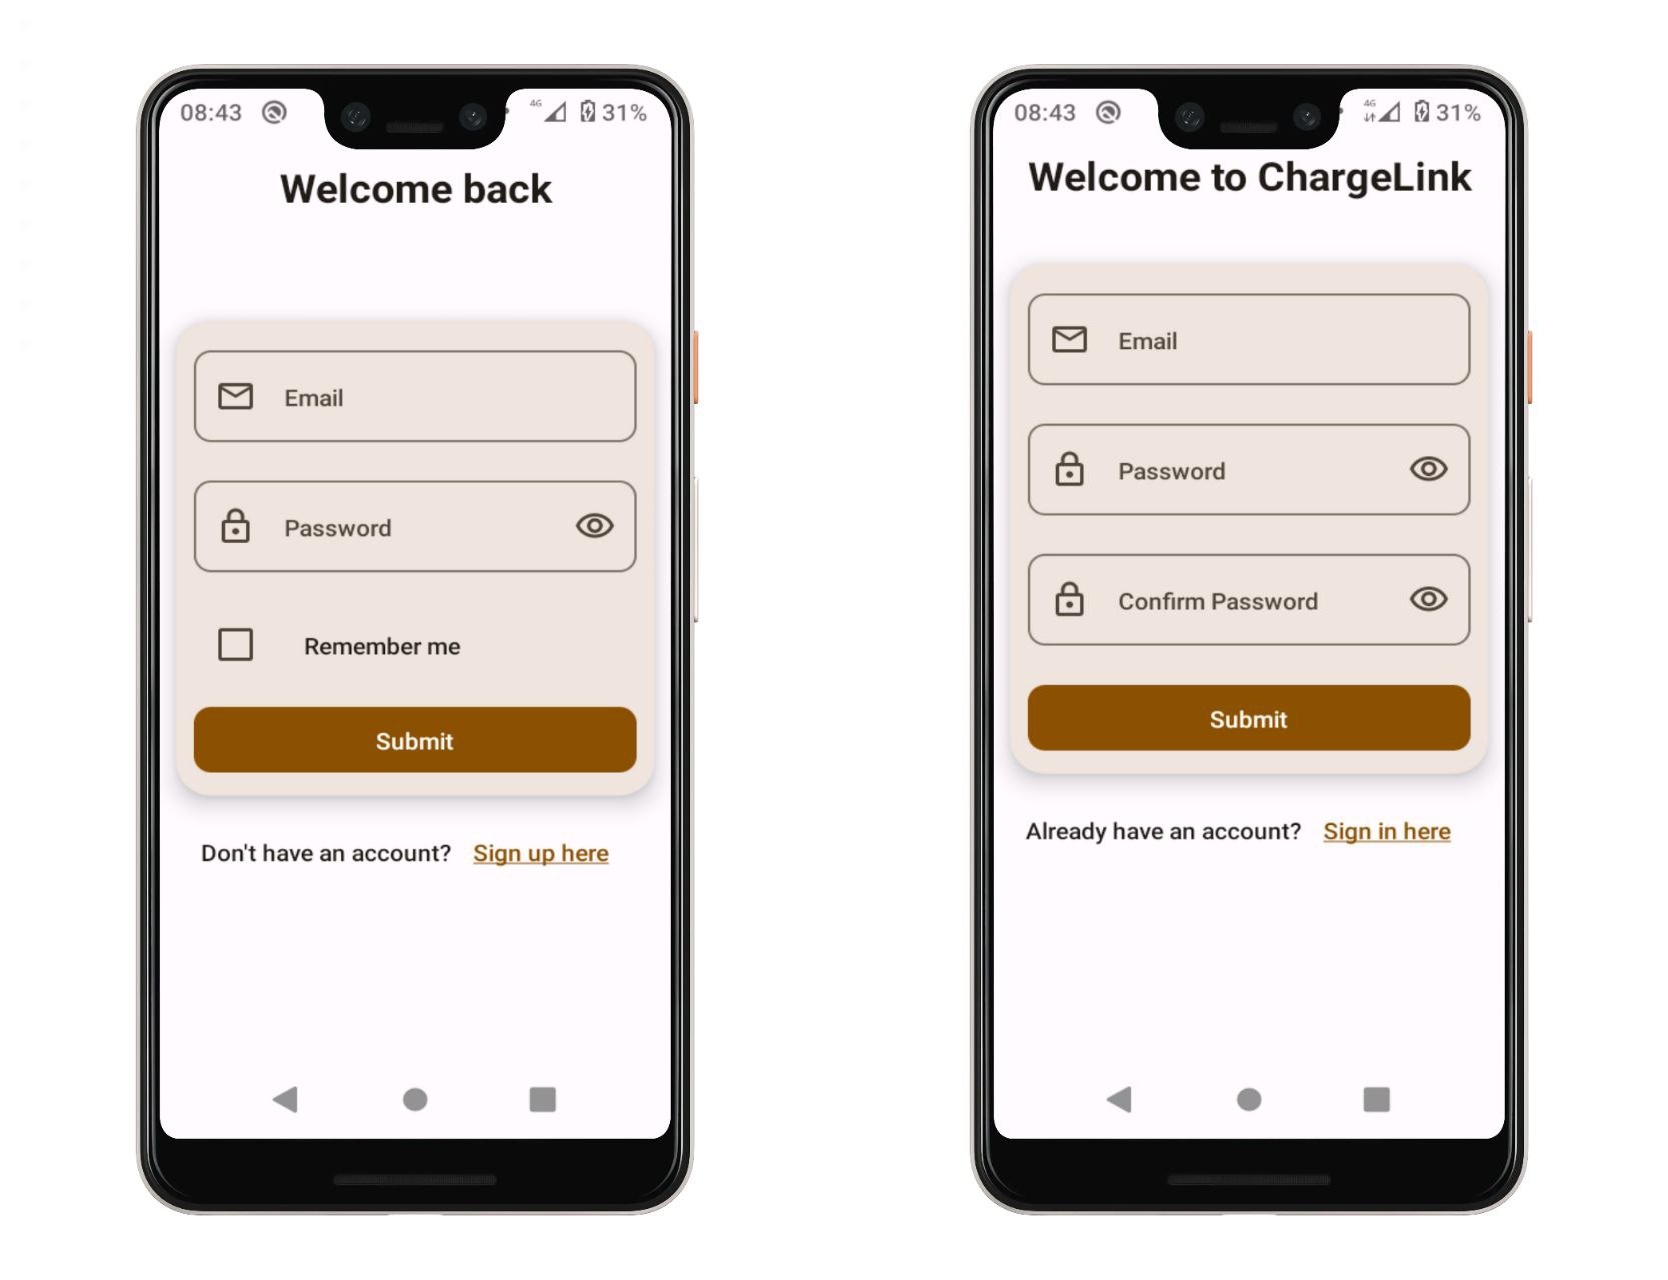 08:43 4G 31%
Welcome back
Email
Password
Remember me
Submit
Don't have an account? Sign up here
08:43 4G 31%
Welcome to ChargeLink
Email
Password
Confirm Password
Submit
Already have an account? Sign in here